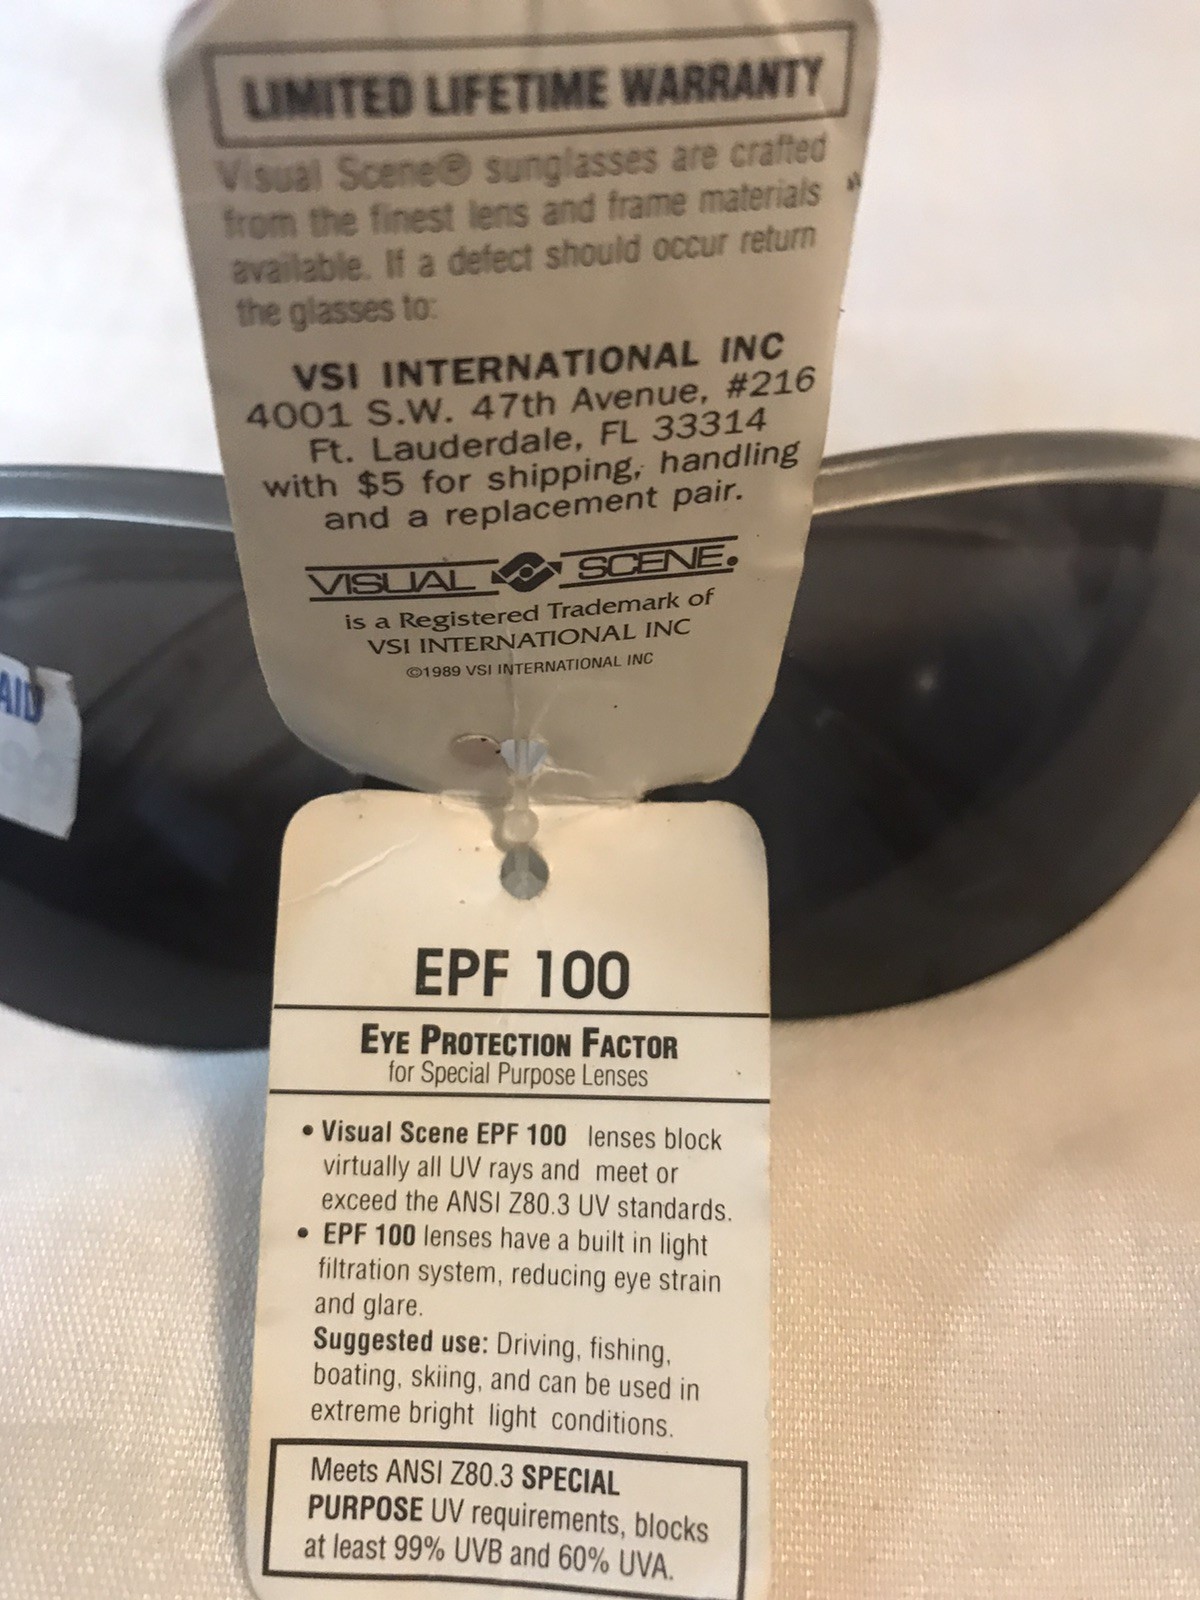 LIMITED LIFETIME WARRANTY
Visual Scene® sunglasses are crafted
from the finest lens and frame materials
available. If a defect should occur return
the glasses to:
VSI INTERNATIONAL INC
4001 S.W. 47th Avenue, #216
Ft. Lauderdale, FL 33314
with $5 for shipping, handling
and a replacement pair.
VISUAL SCENE.
is a Registered Trademark of
VSI INTERNATIONAL INC
©1989 VSI INTERNATIONAL INC
AID
99
EPF 100
EYE PROTECTION FACTOR
for Special Purpose Lenses
• Visual Scene EPF 100 lenses block
virtually all UV rays and meet or
exceed the ANSI Z80.3 UV standards.
• EPF 100 lenses have a built in light
filtration system, reducing eye strain
and glare.
Suggested use: Driving, fishing,
boating, skiing, and can be used in
extreme bright light conditions.
Meets ANSI Z80.3 SPECIAL
PURPOSE UV requirements, blocks
at least 99% UVB and 60% UVA.